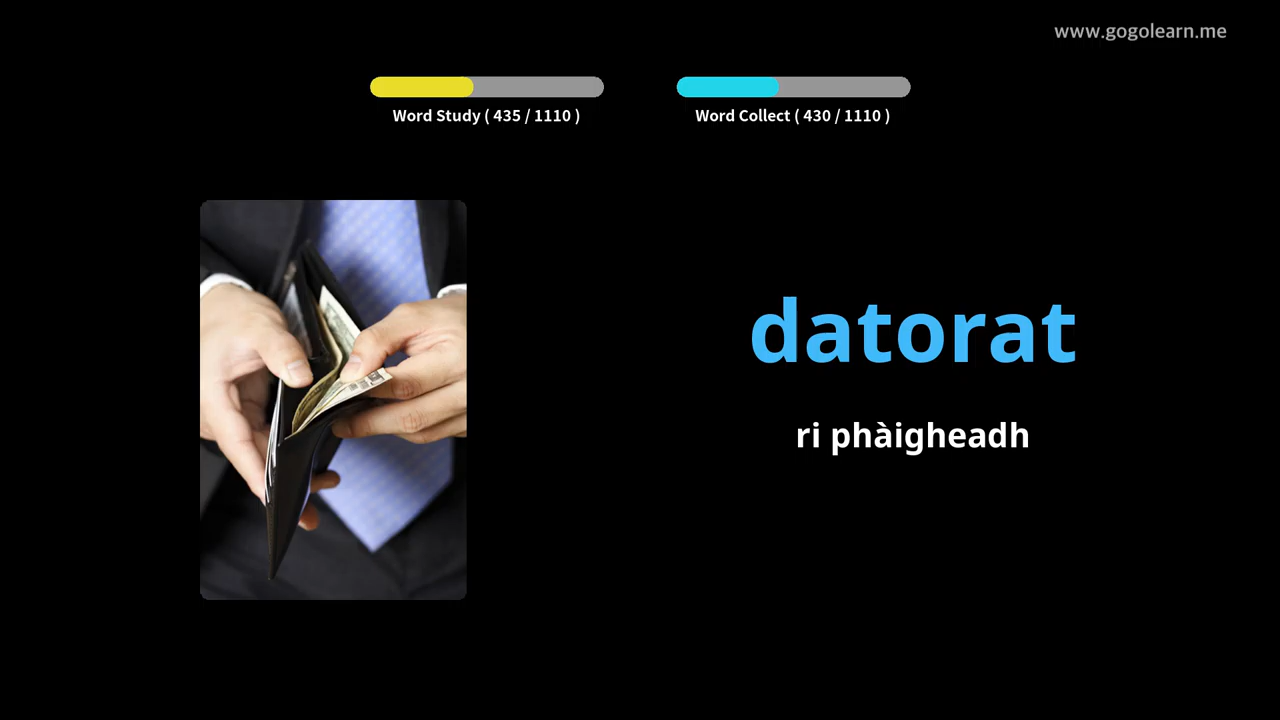 www.gogolearn.me
Word Study ( 435 / 1110 )
Word Collect ( 430 / 1110 )
datorat
ri phàigheadh